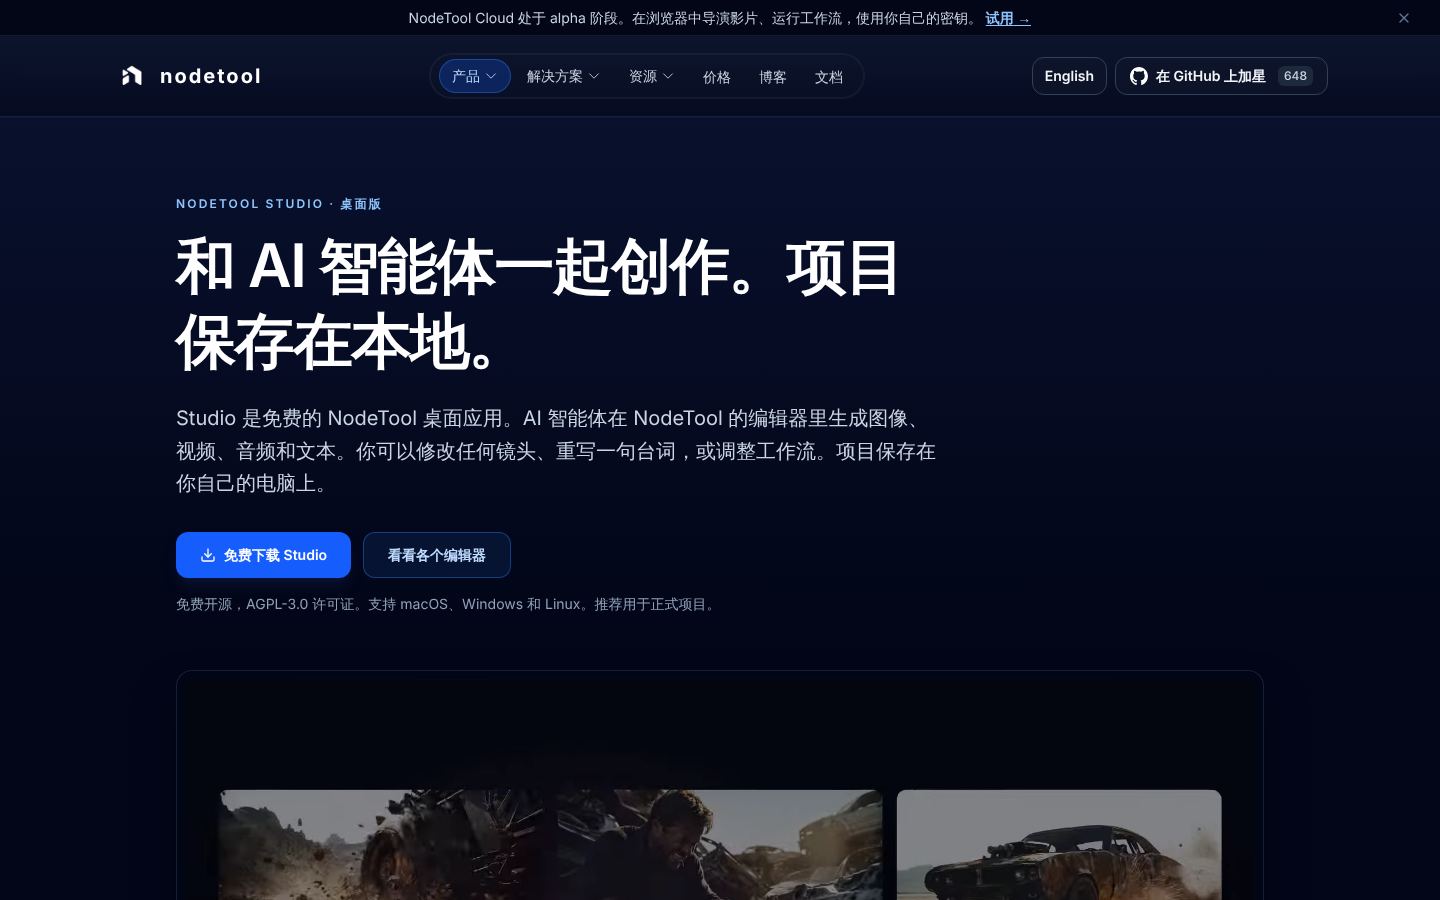 NodeTool Cloud 处于 alpha 阶段。在浏览器中导演影片、运行工作流，使用你自己的密钥。 试用 →
nodetool
产品
解决方案
资源
价格
博客
文档
English
在 GitHub 上加星 648
NODETOOL STUDIO · 桌面版
和 AI 智能体一起创作。项目
保存在本地。
Studio 是免费的 NodeTool 桌面应用。AI 智能体在 NodeTool 的编辑器里生成图像、
视频、音频和文本。你可以修改任何镜头、重写一句台词，或调整工作流。项目保存在
你自己的电脑上。
免费下载 Studio
看看各个编辑器
免费开源，AGPL-3.0 许可证。支持 macOS、Windows 和 Linux。推荐用于正式项目。